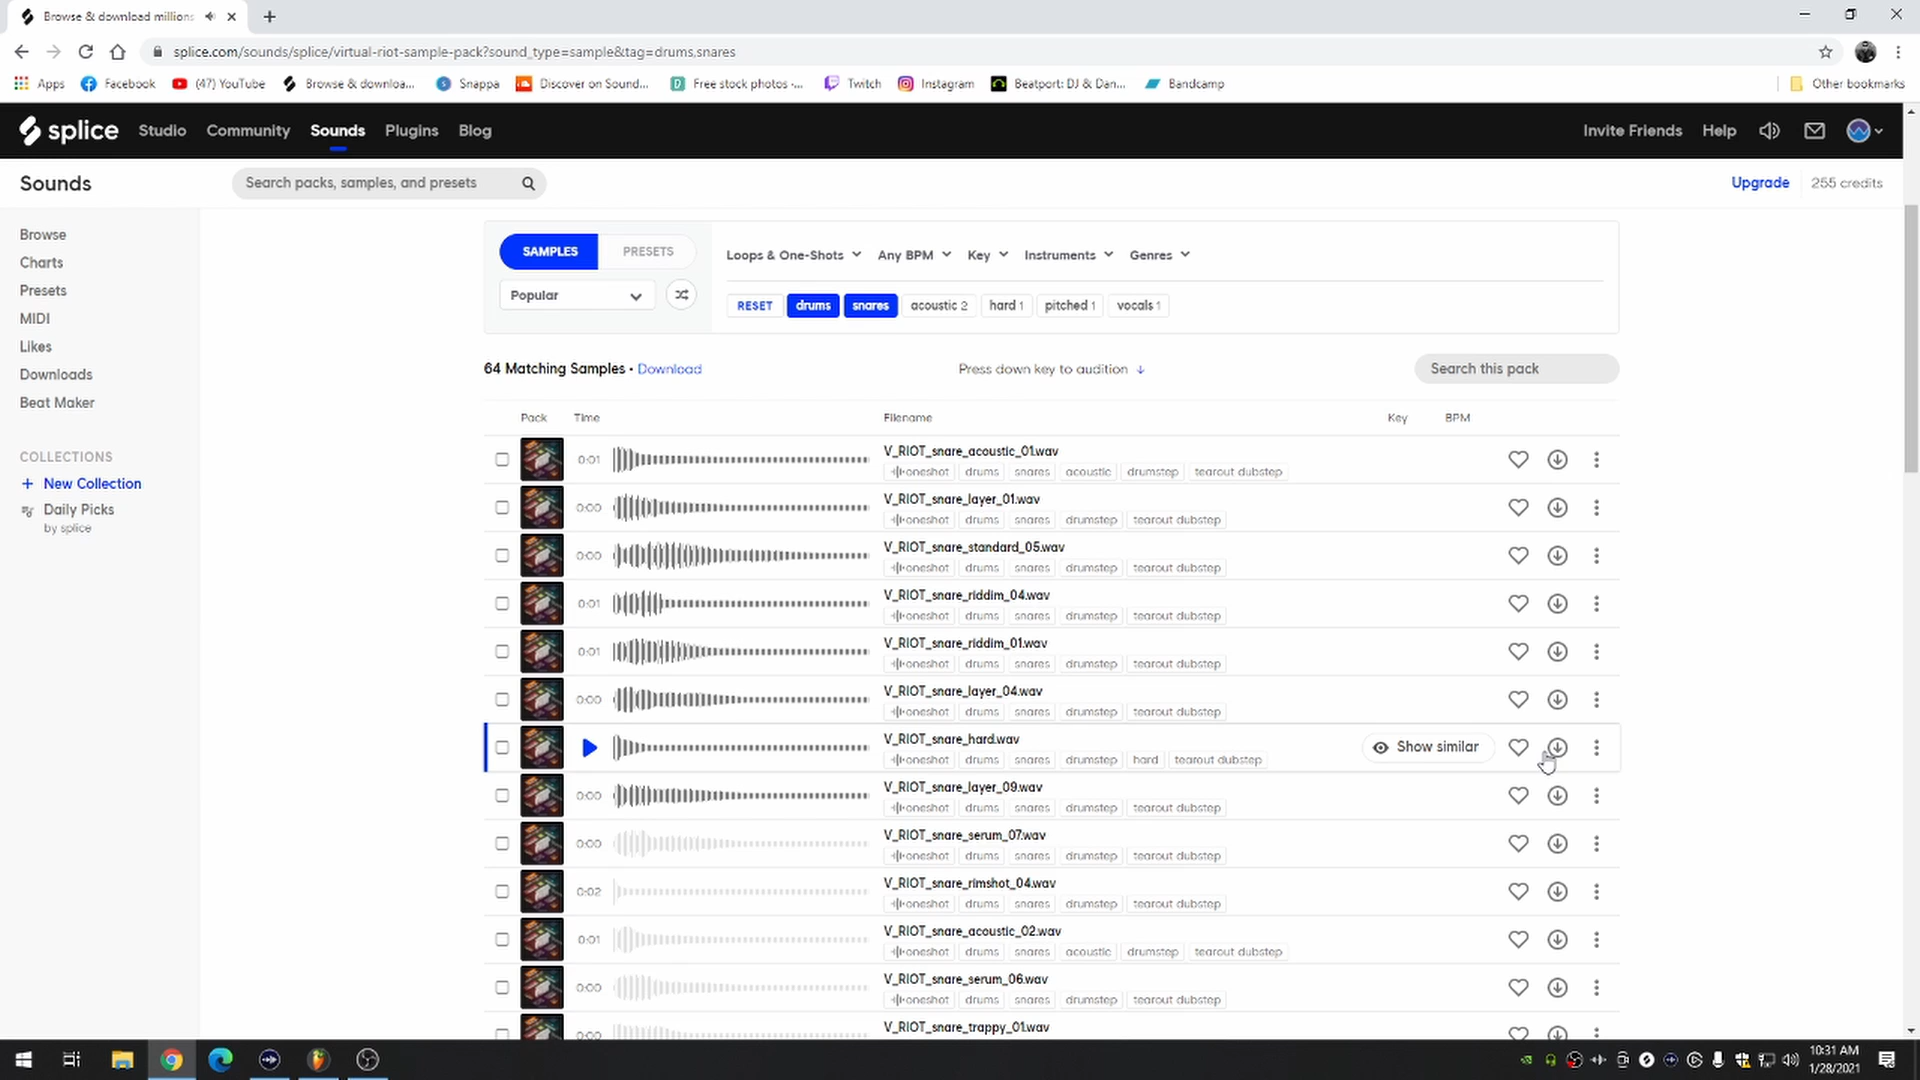 Browse & download millions
splice.com/sounds/splice/virtual-riot-sample-pack?sound_type=sample&tag=drums,snares
Apps Facebook (47) YouTube Browse & downloa... Snappa Discover on Sound... Free stock photos -... Twitch Instagram Beatport: DJ & Dan... Bandcamp Other bookmarks
splice Studio Community Sounds Plugins Blog Invite Friends Help
Sounds Search packs, samples, and presets Upgrade 255 credits
Browse
Charts
Presets
MIDI
Likes
Downloads
Beat Maker
COLLECTIONS
+ New Collection
Daily Picks
by splice
SAMPLES PRESETS Loops & One-Shots Any BPM Key Instruments Genres
Popular RESET drums snares acoustic 2 hard 1 pitched 1 vocals 1
64 Matching Samples • Download Press down key to audition ↓ Search this pack
Pack Time Filename Key BPM
0:01 V_RIOT_snare_acoustic_01.wav
oneshot drums snares acoustic drumstep tearout dubstep
0:00 V_RIOT_snare_layer_01.wav
oneshot drums snares drumstep tearout dubstep
0:00 V_RIOT_snare_standard_05.wav
oneshot drums snares drumstep tearout dubstep
0:01 V_RIOT_snare_riddim_04.wav
oneshot drums snares drumstep tearout dubstep
0:01 V_RIOT_snare_riddim_01.wav
oneshot drums snares drumstep tearout dubstep
0:00 V_RIOT_snare_layer_04.wav
oneshot drums snares drumstep tearout dubstep
V_RIOT_snare_hard.wav Show similar
oneshot drums snares drumstep hard tearout dubstep
0:00 V_RIOT_snare_layer_09.wav
oneshot drums snares drumstep tearout dubstep
0:00 V_RIOT_snare_serum_07.wav
oneshot drums snares drumstep tearout dubstep
0:02 V_RIOT_snare_rimshot_04.wav
oneshot drums snares drumstep tearout dubstep
0:01 V_RIOT_snare_acoustic_02.wav
oneshot drums snares acoustic drumstep tearout dubstep
0:00 V_RIOT_snare_serum_06.wav
oneshot drums snares drumstep tearout dubstep
0:00 V_RIOT_snare_trappy_01.wav
10:31 AM
1/28/2021